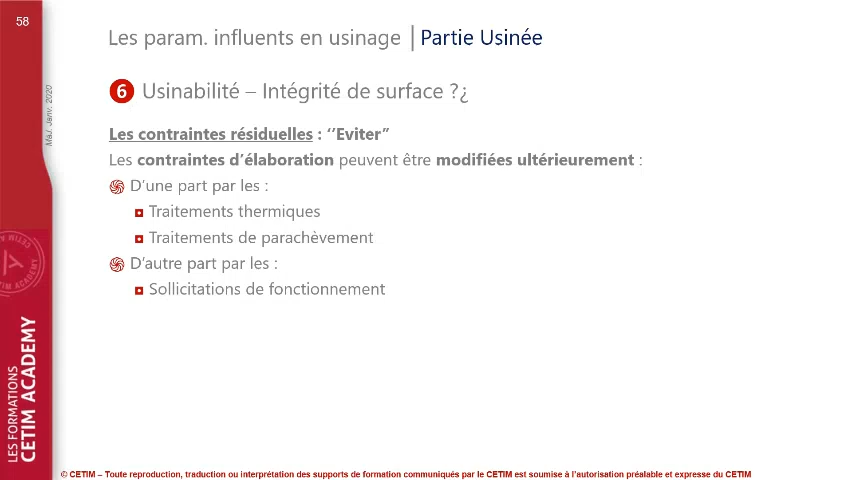 58
Les param. influents en usinage | Partie Usinée
Maj. Janv. 2020
6 Usinabilité – Intégrité de surface ?¿
Les contraintes résiduelles : ‘’Eviter’’
Les contraintes d’élaboration peuvent être modifiées ultérieurement :
D’une part par les :
Traitements thermiques
Traitements de parachèvement
D’autre part par les :
Sollicitations de fonctionnement
CETIM ACADEMY
LES FORMATIONS
CETIM ACADEMY
© CETIM – Toute reproduction, traduction ou interprétation des supports de formation communiqués par le CETIM est soumise à l’autorisation préalable et expresse du CETIM